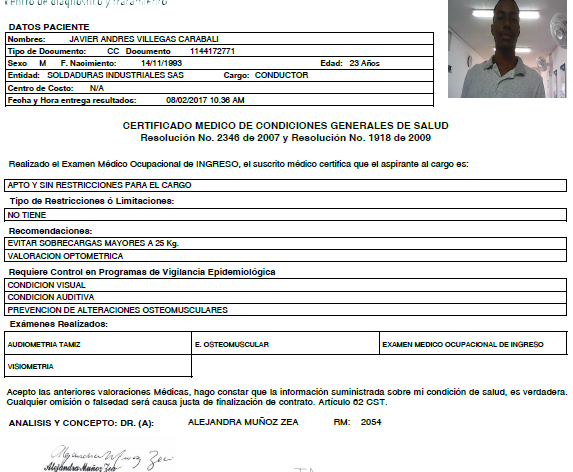 Centro de diagnóstico y tratamiento
DATOS PACIENTE
Nombres: JAVIER ANDRES VILLEGAS CARABALI
Tipo de Documento: CC Documento 1144172771
Sexo M F. Nacimiento: 14/11/1993 Edad: 23 Años
Entidad: SOLDADURAS INDUSTRIALES SAS Cargo: CONDUCTOR
Centro de Costo: N/A
Fecha y Hora entrega resultados: 08/02/2017 10.36 AM
CERTIFICADO MEDICO DE CONDICIONES GENERALES DE SALUD
Resolución No. 2346 de 2007 y Resolución No. 1918 de 2009
Realizado el Examen Médico Ocupacional de INGRESO, el suscrito médico certifica que el aspirante al cargo es:
APTO Y SIN RESTRICCIONES PARA EL CARGO
Tipo de Restricciones ó Limitaciones:
NO TIENE
Recomendaciones:
EVITAR SOBRECARGAS MAYORES A 25 Kg.
VALORACION OPTOMETRICA
Requiere Control en Programas de Vigilancia Epidemiológica
CONDICION VISUAL
CONDICION AUDITIVA
PREVENCION DE ALTERACIONES OSTEOMUSCULARES
Exámenes Realizados:
AUDIOMETRIA TAMIZ E. OSTEOMUSCULAR EXAMEN MEDICO OCUPACIONAL DE INGRESO
VISIOMETRIA
Acepto las anteriores valoraciones Médicas, hago constar que la información suministrada sobre mi condición de salud, es verdadera.
Cualquier omisión o falsedad será causa justa de finalización de contrato. Artículo 62 CST.
ANALISIS Y CONCEPTO: DR. (A): ALEJANDRA MUÑOZ ZEA RM: 2054
Alejandra Muñoz Zea
Alejandra Muñoz Zea